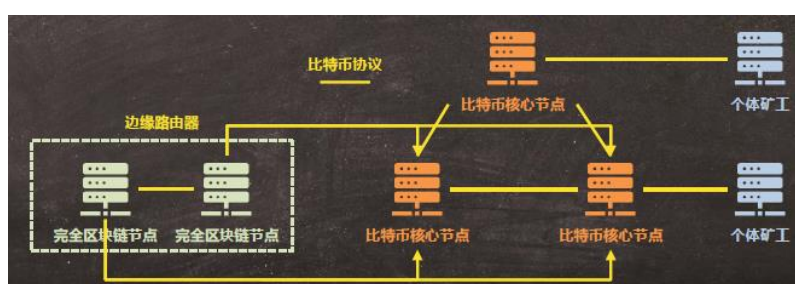 比特币协议
比特币核心节点
个体矿工
边缘路由器
完全区块链节点
完全区块链节点
比特币核心节点
比特币核心节点
个体矿工